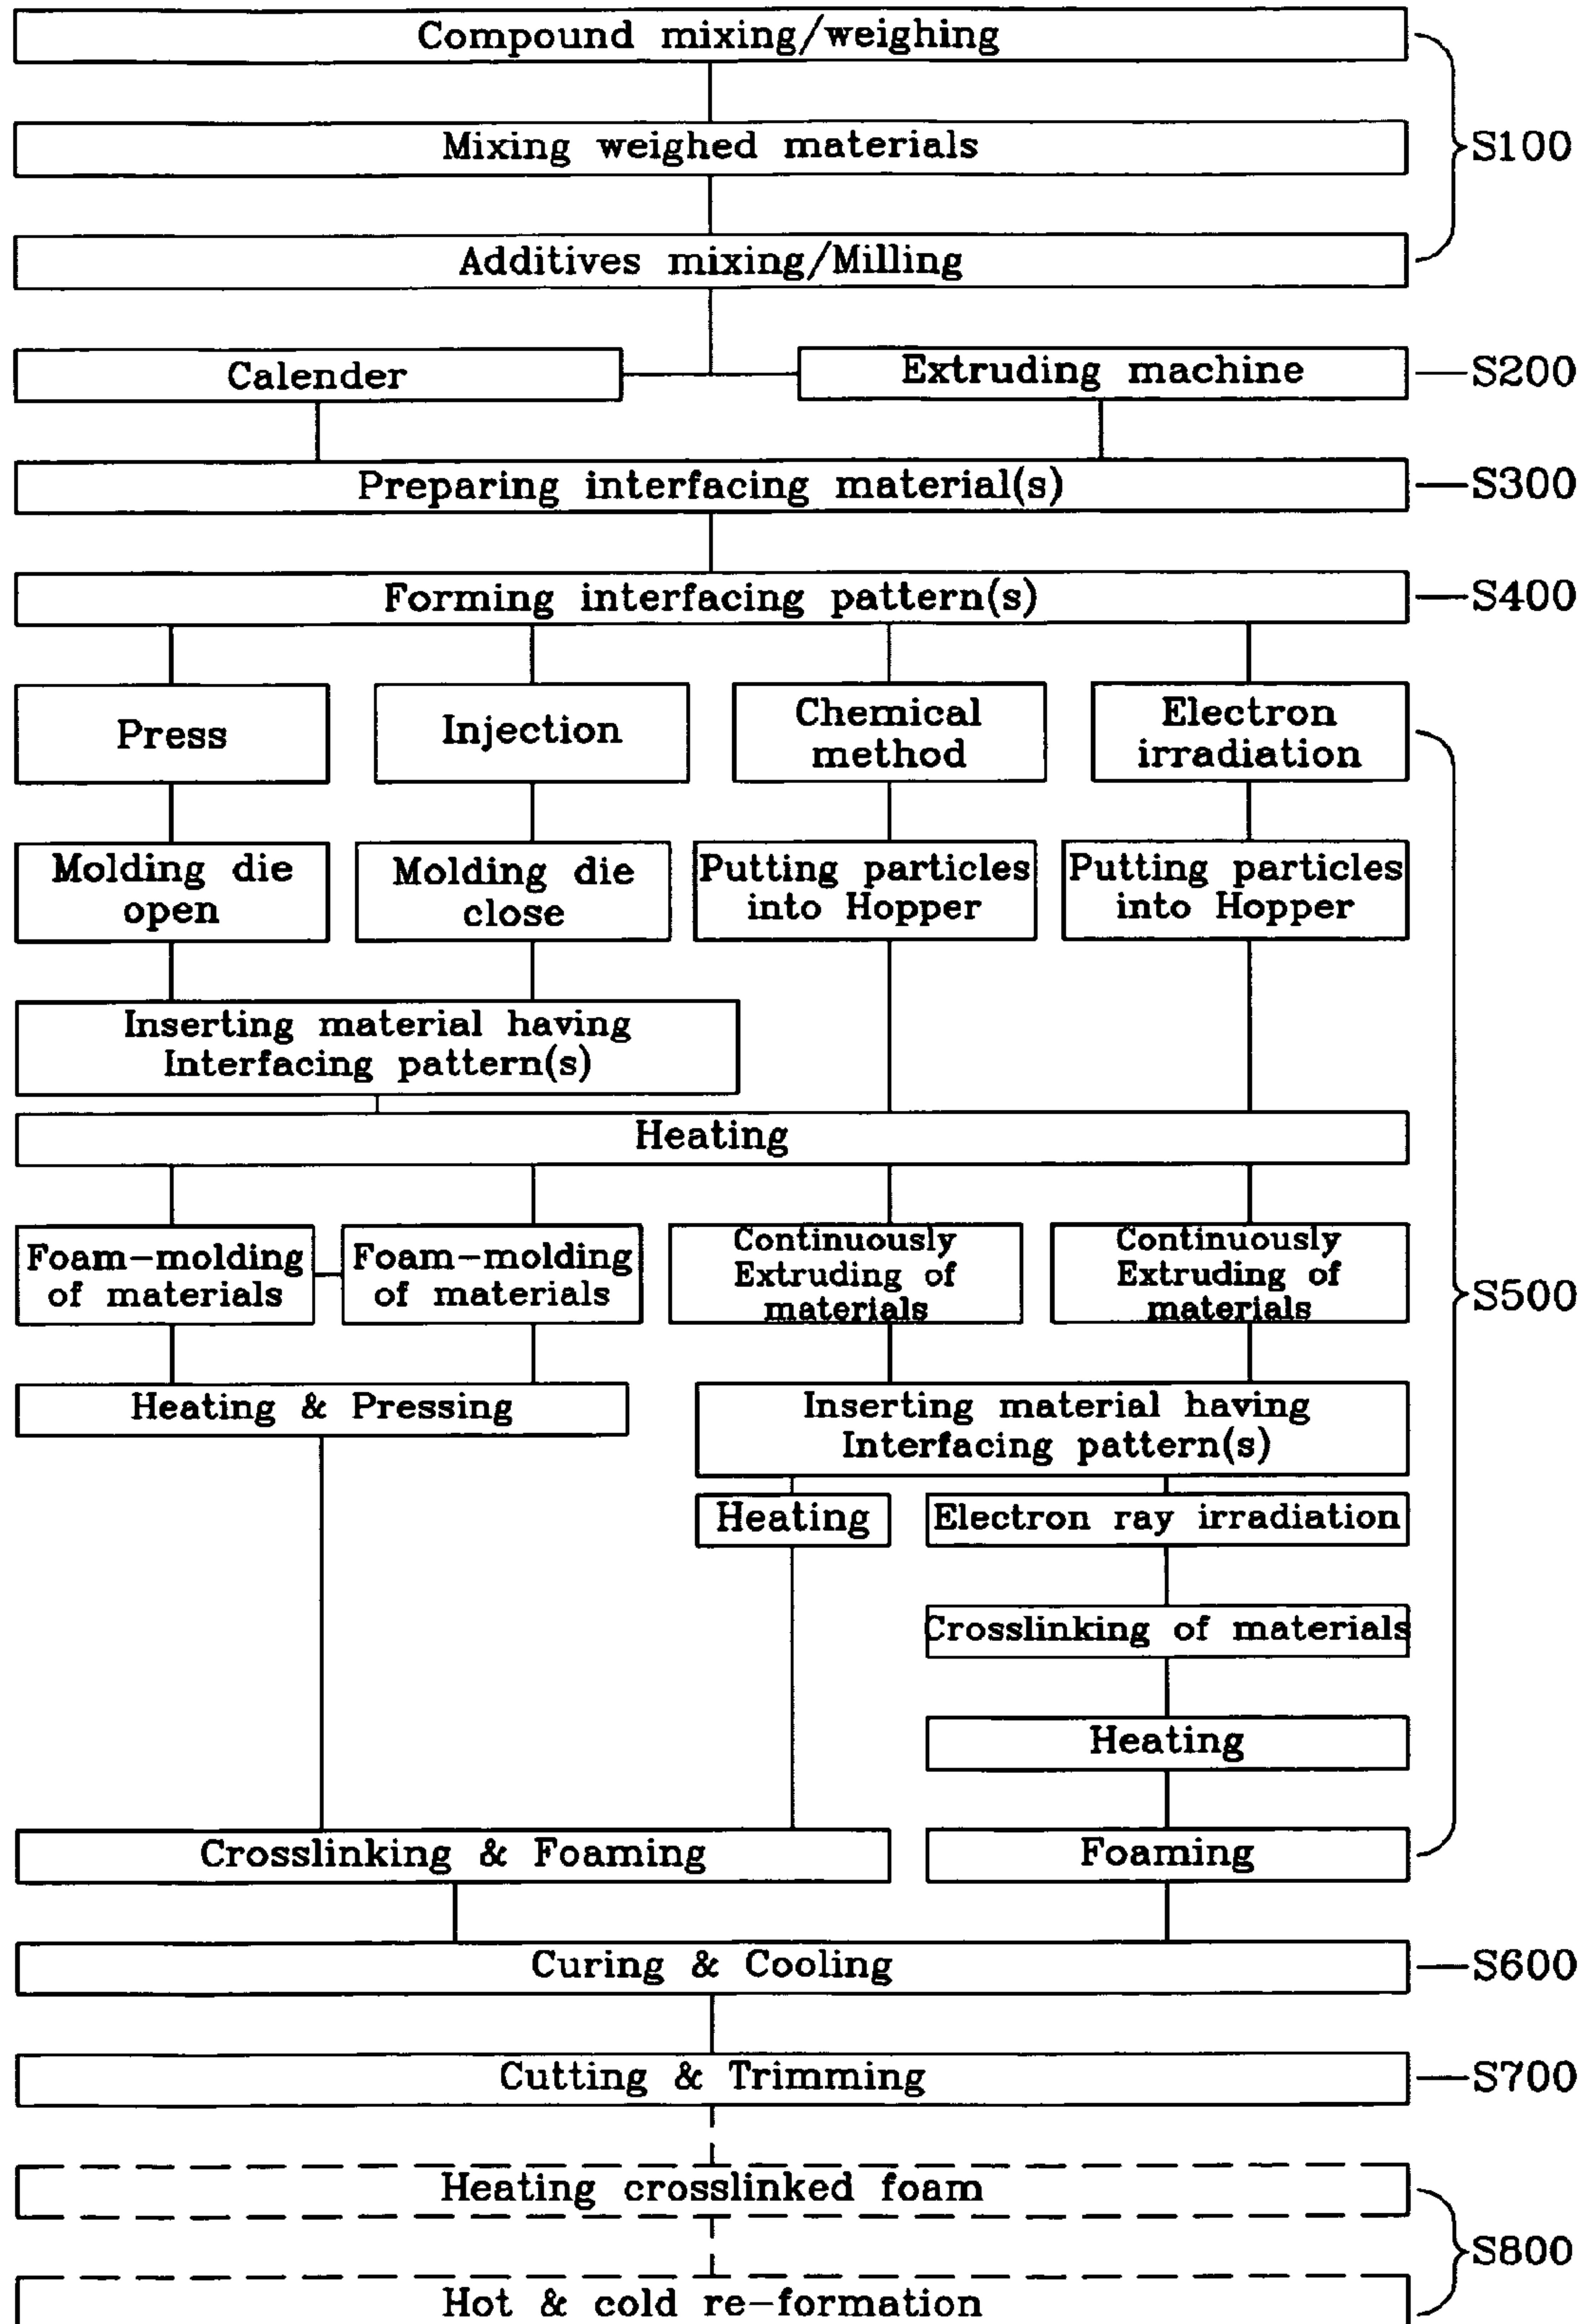 Compound mixing/weighing
Mixing weighed materials
S100
Additives mixing/Milling
Calender
Extruding machine
S200
Preparing interfacing material(s)
S300
Forming interfacing pattern(s)
S400
Press
Injection
Chemical
method
Electron
irradiation
Molding die
open
Molding die
close
Putting particles
into Hopper
Putting particles
into Hopper
Inserting material having
Interfacing pattern(s)
Heating
Foam-molding
of materials
Foam-molding
of materials
Continuously
Extruding of
materials
Continuously
Extruding of
materials
S500
Heating & Pressing
Inserting material having
Interfacing pattern(s)
Heating
Electron ray irradiation
Crosslinking of materials
Heating
Crosslinking & Foaming
Foaming
Curing & Cooling
S600
Cutting & Trimming
S700
Heating crosslinked foam
S800
Hot & cold re-formation